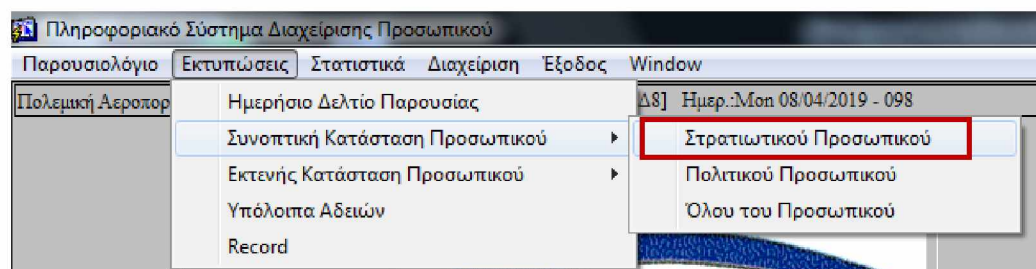 Πληροφοριακό Σύστημα Διαχείρισης Προσωπικού
Παρουσιολόγιο Εκτυπώσεις Στατιστικά Διαχείριση Έξοδος Window
Πολεμική Αεροπορ Δ8] Ημερ.:Mon 08/04/2019 - 098
Ημερήσιο Δελτίο Παρουσίας
Συνοπτική Κατάσταση Προσωπικού
Εκτενής Κατάσταση Προσωπικού
Υπόλοιπα Αδειών
Record
Στρατιωτικού Προσωπικού
Πολιτικού Προσωπικού
Όλου του Προσωπικού